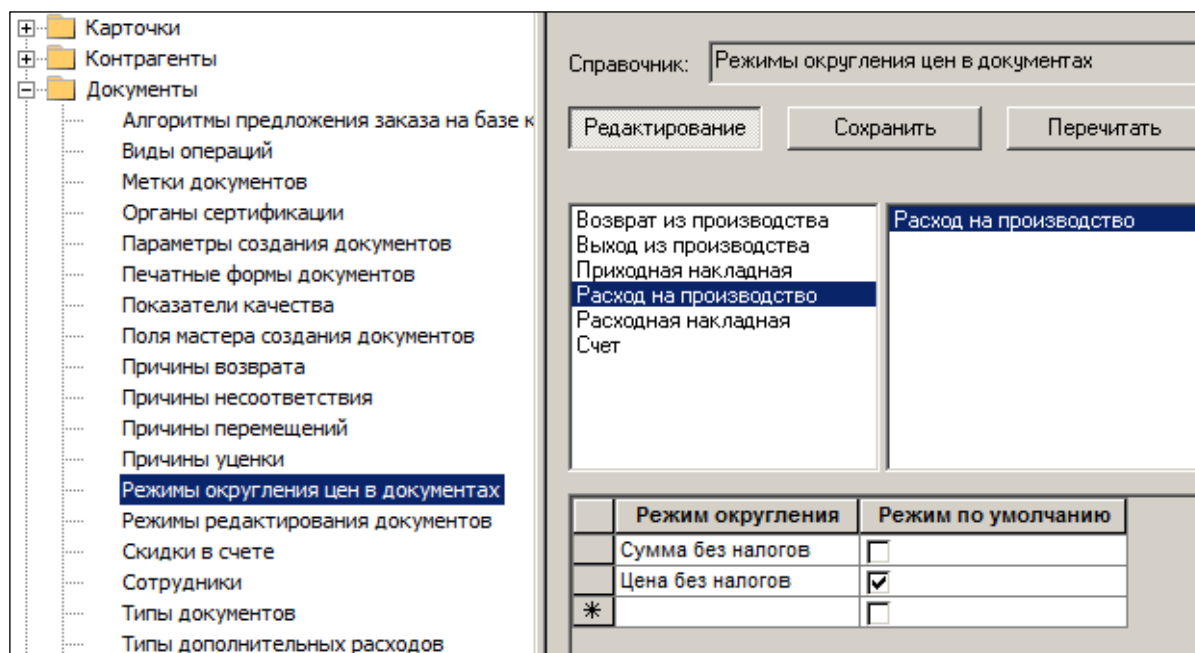 Карточки
Контрагенты
Документы
Алгоритмы предложения заказа на базе к
Виды операций
Метки документов
Органы сертификации
Параметры создания документов
Печатные формы документов
Показатели качества
Поля мастера создания документов
Причины возврата
Причины несоответствия
Причины перемещений
Причины уценки
Режимы округления цен в документах
Режимы редактирования документов
Скидки в счете
Сотрудники
Типы документов
Типы дополнительных расходов
Справочник: Режимы округления цен в документах
Редактирование Сохранить Перечитать
Возврат из производства
Выход из производства
Приходная накладная
Расход на производство
Расходная накладная
Счет
Расход на производство
Режим округления Режим по умолчанию
Сумма без налогов
Цена без налогов